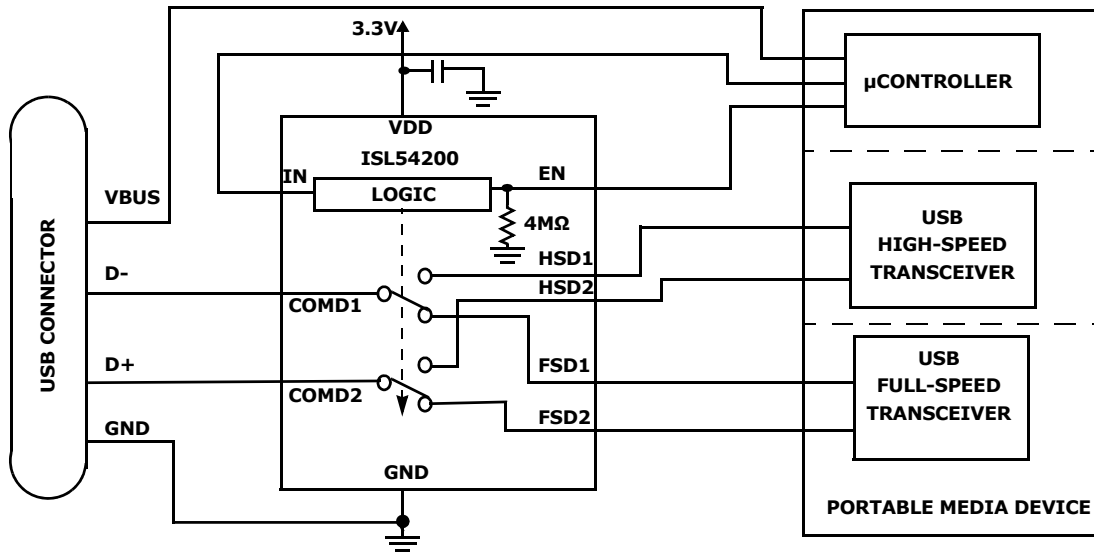 3.3V
µCONTROLLER
VDD
ISL54200
IN
EN
LOGIC
4MΩ
USB CONNECTOR
VBUS
D-
D+
GND
COMD1
COMD2
HSD1
HSD2
FSD1
FSD2
GND
USB
HIGH-SPEED
TRANSCEIVER
USB
FULL-SPEED
TRANSCEIVER
PORTABLE MEDIA DEVICE